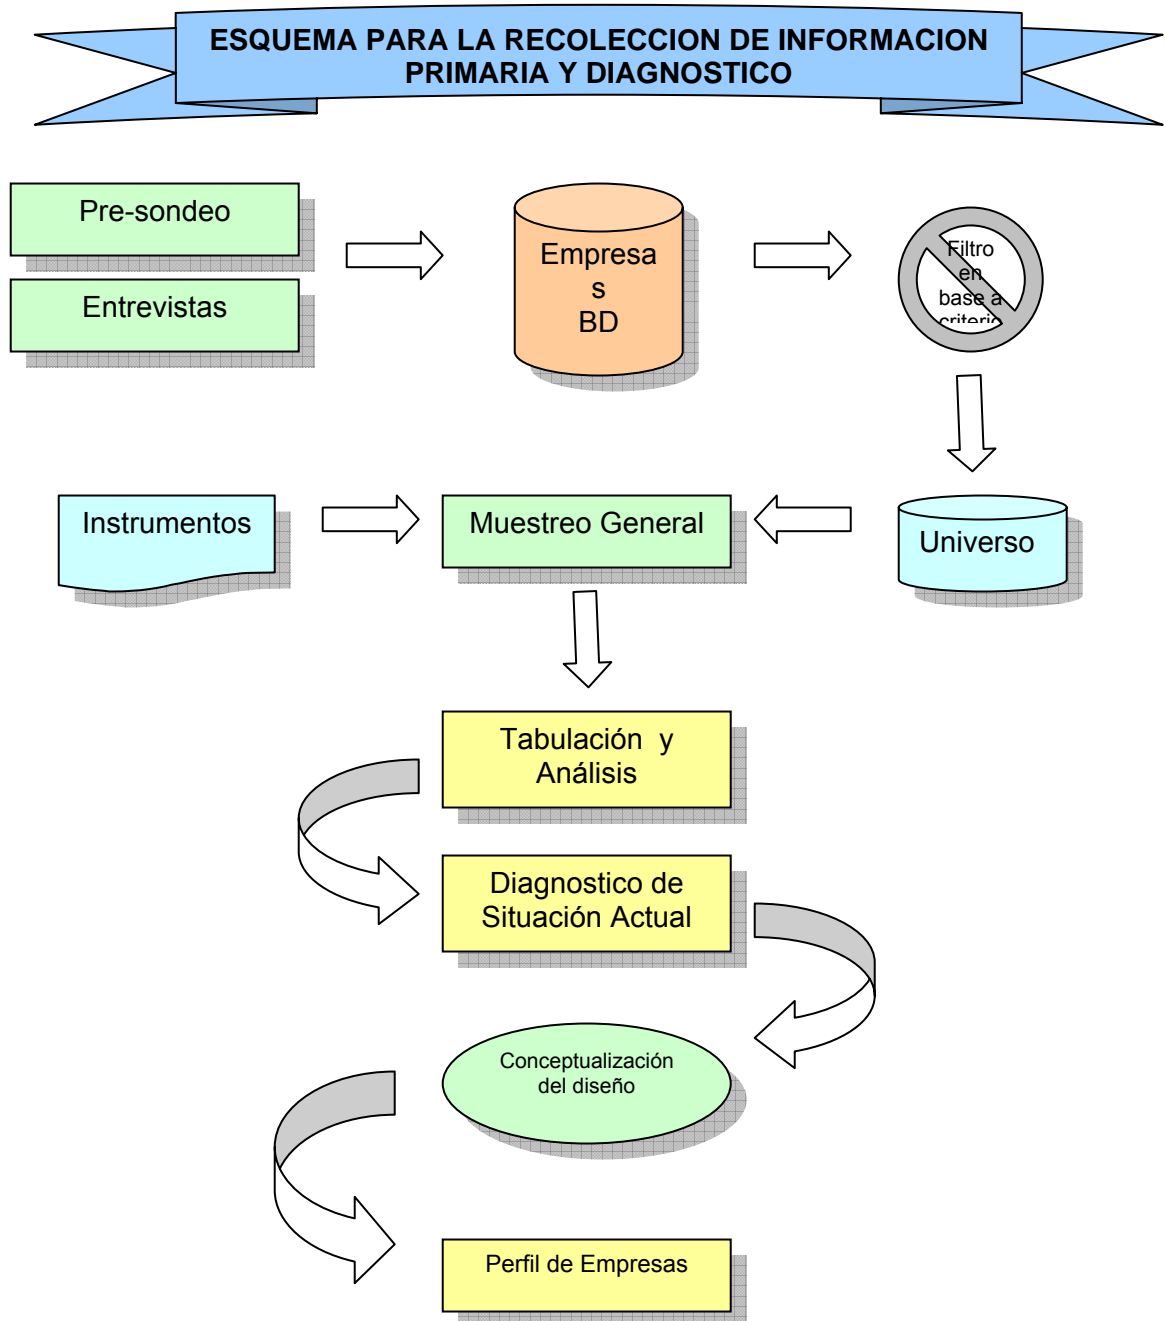 ESQUEMA PARA LA RECOLECCION DE INFORMACION
PRIMARIA Y DIAGNOSTICO
Pre-sondeo
Entrevistas
Empresa
s
BD
Filtro
en
base a
criterio
Instrumentos
Muestreo General
Universo
Tabulación y
Análisis
Diagnostico de
Situación Actual
Conceptualización
del diseño
Perfil de Empresas